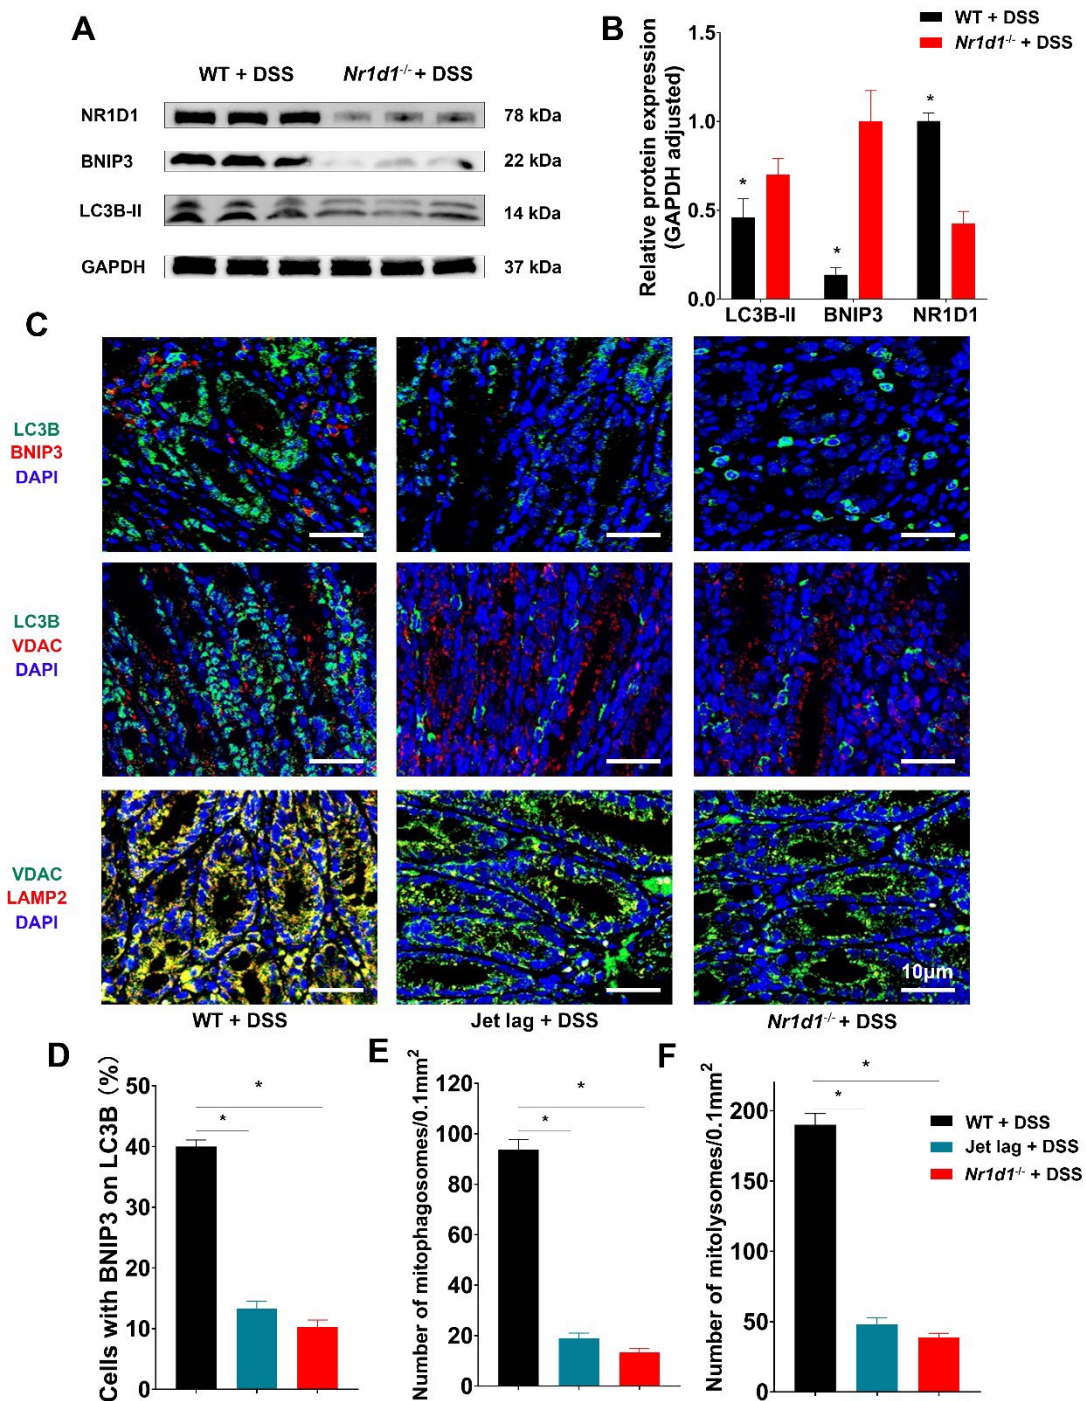 A
WT + DSS
Nr1d1-/- + DSS
NR1D1
78 kDa
BNIP3
22 kDa
LC3B-II
14 kDa
GAPDH
37 kDa
B
WT + DSS
Nr1d1-/- + DSS
Relative protein expression
(GAPDH adjusted)
1.5
1.0
0.5
0.0
*
*
*
LC3B-II
BNIP3
NR1D1
C
LC3B
BNIP3
DAPI
LC3B
VDAC
DAPI
VDAC
LAMP2
DAPI
10μm
WT + DSS
Jet lag + DSS
Nr1d1-/- + DSS
D
Cells with BNIP3 on LC3B (%)
50
40
30
20
10
0
*
*
E
Number of mitophagosomes/0.1mm²
120
100
80
60
40
20
0
*
*
F
Number of mitolysomes/0.1mm²
200
150
100
50
0
*
*
WT + DSS
Jet lag + DSS
Nr1d1-/- + DSS